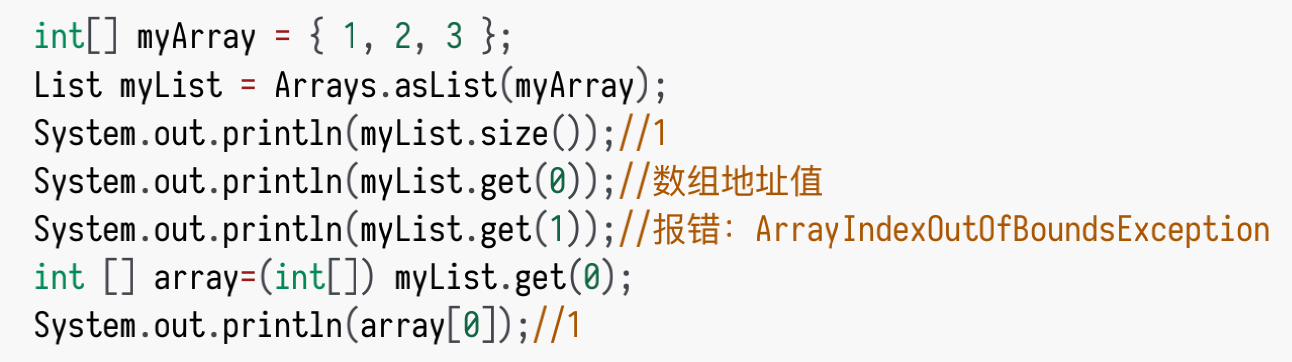 int[] myArray = { 1, 2, 3 };
List myList = Arrays.asList(myArray);
System.out.println(myList.size());//1
System.out.println(myList.get(0));//数组地址值
System.out.println(myList.get(1));//报错：ArrayIndexOutOfBoundsException
int [] array=(int[]) myList.get(0);
System.out.println(array[0]);//1